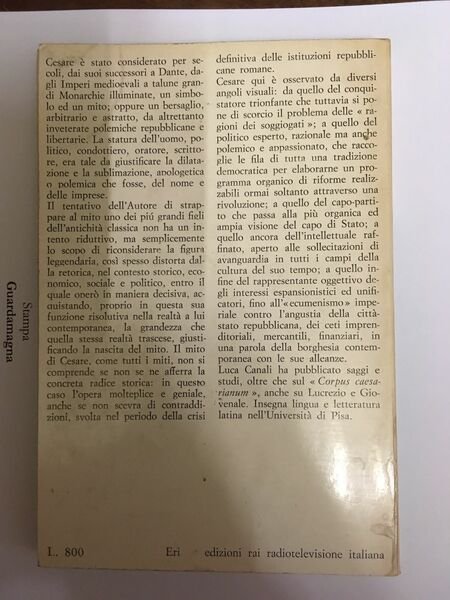 Cesare è stato considerato per se-
coli, dai suoi successori a Dante, da-
gli Imperi medioevali a talune gran-
di Monarchie illuminate, un simbo-
lo ed un mito; oppure un bersaglio,
arbitrario e astratto, da altrettanto
inveterate polemiche repubblicane e
libertarie. La statura dell'uomo, po-
litico, condottiero, oratore, scritto-
re, era tale da giustificare la dilata-
zione e la sublimazione, apologetica
o polemica che fosse, del nome e
delle imprese.
Il tentativo dell'Autore di strap-
pare al mito uno dei piú grandi figli
dell'antichità classica non ha un in-
tento riduttivo, ma semplicemente
lo scopo di riconsiderare la figura
leggendaria, così spesso distorta dal-
la retorica, nel contesto storico, eco-
nomico, sociale e politico, entro il
quale operò in maniera decisiva, ac-
quistando, proprio in questa sua
funzione risolutiva nella realtà a lui
contemporanea, la grandezza che
quella stessa realtà trascese, giusti-
ficando la nascita del mito. Il mito
di Cesare, come tutti i miti, non si
comprende se non se ne afferra la
concreta radice storica: in questo
caso l'opera molteplice e geniale,
anche se non scevra di contraddi-
zioni, svolta nel periodo della crisi
definitiva delle istituzioni repubbli-
cane romane.
Cesare qui è osservato da diversi
angoli visuali: da quello del conqui-
statore trionfante che tuttavia si po-
ne di scorcio il problema delle « ra-
gioni dei soggiogati »; a quello del
politico esperto, razionale ma anche
polemico e appassionato, che racco-
glie le fila di tutta una tradizione
democratica per elaborarne un pro-
gramma organico di riforme realiz-
zabili ormai soltanto attraverso una
rivoluzione; a quello del capo-parti-
to che passa alla più organica ed
ampia visione del capo di Stato; a
quello ancora dell'intellettuale raf-
finato, aperto alle sollecitazioni di
avanguardia in tutti i campi della
cultura del suo tempo; a quello in-
fine del rappresentante oggettivo de-
gli interessi espansionistici ed uni-
ficatori, fino all'« ecumenismo » impe-
riale contro l'angustia della città-
stato repubblicana, dei ceti impren-
ditoriali, mercantili, finanziari, in
una parola della borghesia contem-
poranea con le sue alleanze.
Luca Canali ha pubblicato saggi e
studi, oltre che sul « Corpus caesa-
rianum », anche su Lucrezio e Gio-
venale. Insegna lingua e letteratura
latina nell'Università di Pisa.
Stampa
Guardamagna
L. 800
Eri edizioni rai radiotelevisione italiana